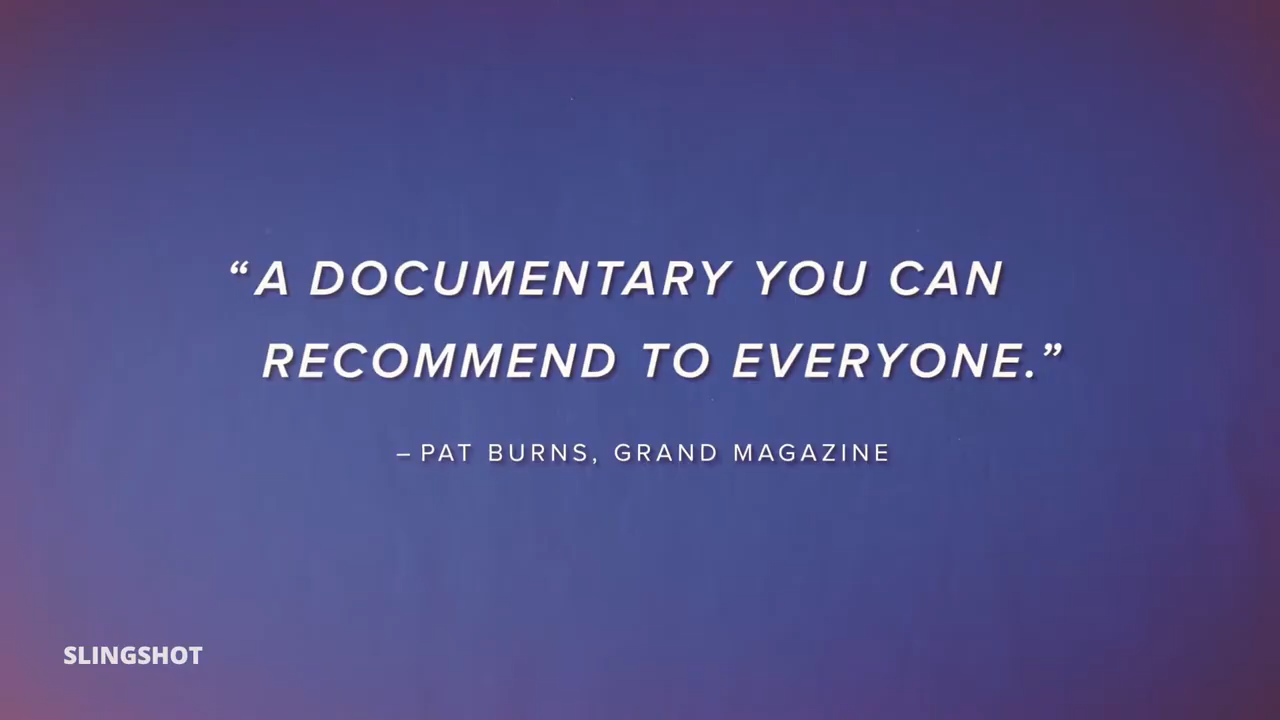 “A DOCUMENTARY YOU CAN
RECOMMEND TO EVERYONE.”
– PAT BURNS, GRAND MAGAZINE
SLINGSHOT